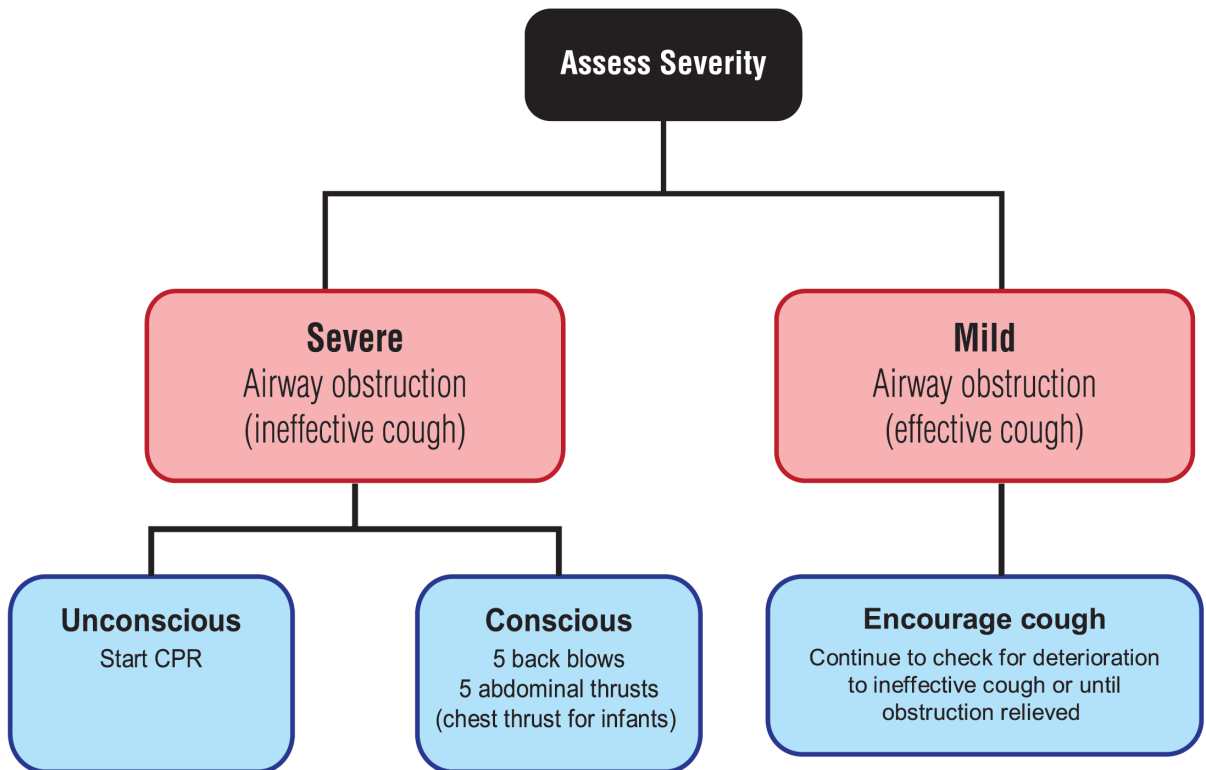 Assess Severity
Severe
Airway obstruction
(ineffective cough)
Mild
Airway obstruction
(effective cough)
Unconscious
Start CPR
Conscious
5 back blows
5 abdominal thrusts
(chest thrust for infants)
Encourage cough
Continue to check for deterioration
to ineffective cough or until
obstruction relieved